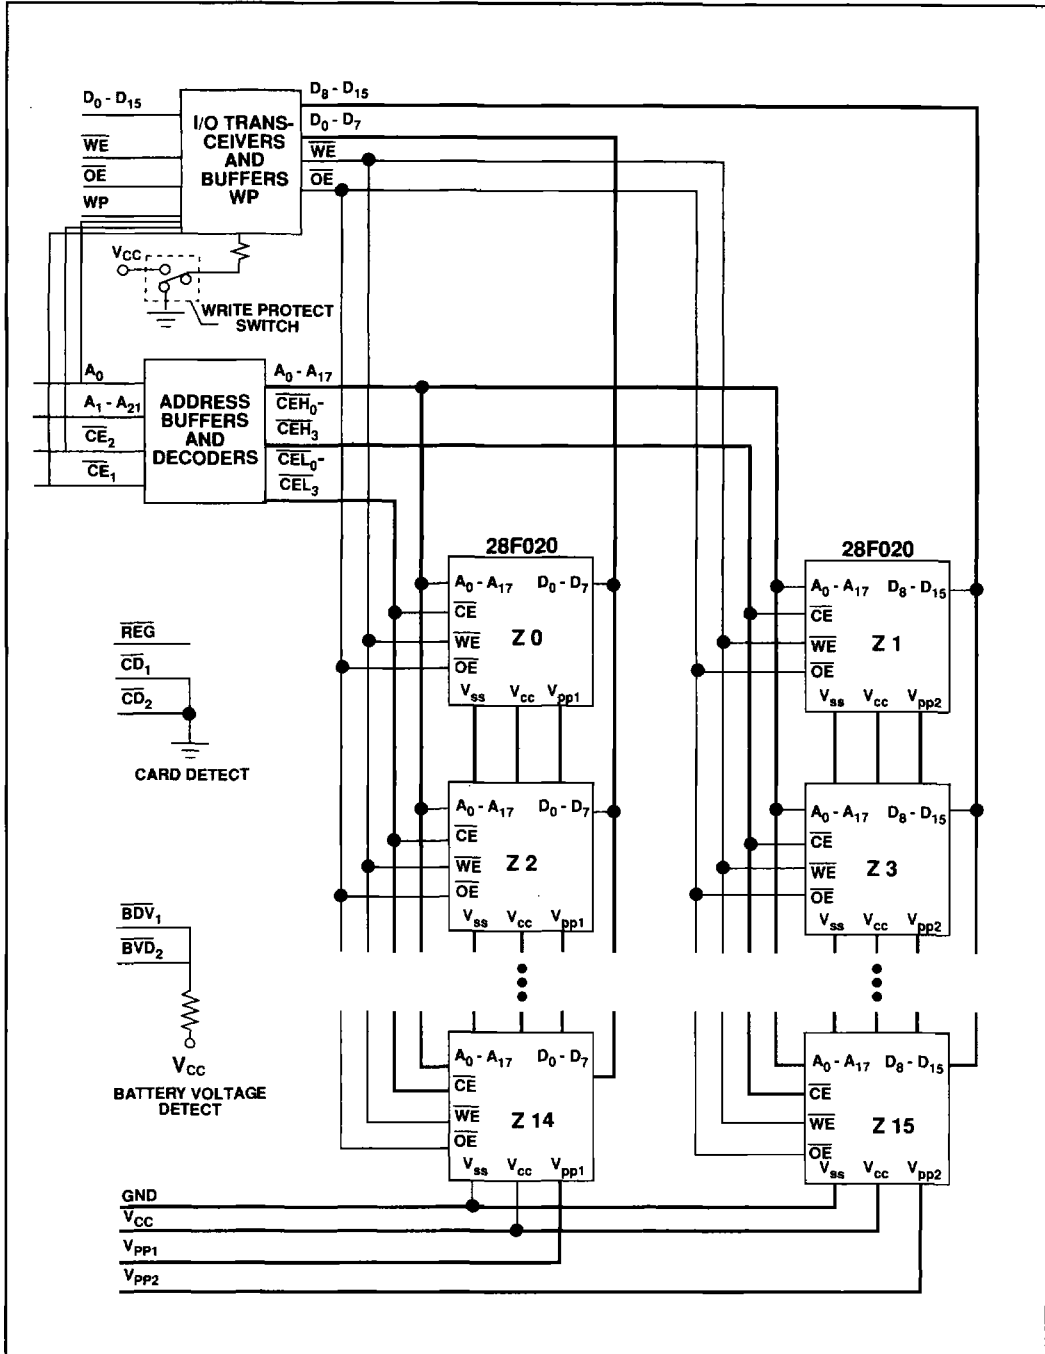 D0 - D15
WE
OE
WP
I/O TRANS-
CEIVERS
AND
BUFFERS
WP
D8 - D15
D0 - D7
WE
OE
VCC
WRITE PROTECT
SWITCH
A0
A1 - A21
CE2
CE1
ADDRESS
BUFFERS
AND
DECODERS
A0 - A17
CEH0-
CEH3
CEL0-
CEL3
28F020
A0 - A17 D0 - D7
CE
WE
OE
Z 0
Vss Vcc Vpp1
28F020
A0 - A17 D8 - D15
CE
WE
OE
Z 1
Vss Vcc Vpp2
REG
CD1
CD2
CARD DETECT
A0 - A17 D0 - D7
CE
WE
OE
Z 2
Vss Vcc Vpp1
A0 - A17 D8 - D15
CE
WE
OE
Z 3
Vss Vcc Vpp2
BDV1
BVD2
VCC
BATTERY VOLTAGE
DETECT
A0 - A17 D0 - D7
CE
WE
OE
Z 14
Vss Vcc Vpp1
A0 - A17 D8 - D15
CE
WE
OE
Z 15
Vss Vcc Vpp2
GND
VCC
VPP1
VPP2